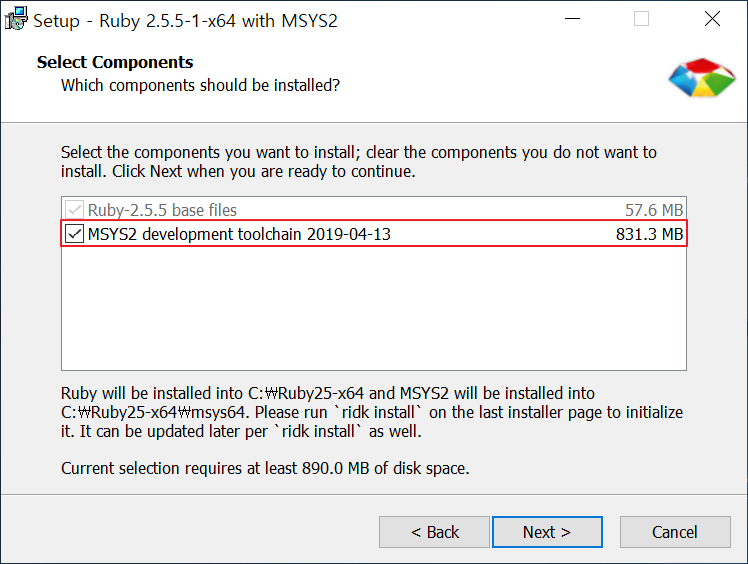 Setup - Ruby 2.5.5-1-x64 with MSYS2
Select Components
Which components should be installed?
Select the components you want to install; clear the components you do not want to
install. Click Next when you are ready to continue.
Ruby-2.5.5 base files 57.6 MB
MSYS2 development toolchain 2019-04-13 831.3 MB
Ruby will be installed into C:₩Ruby25-x64 and MSYS2 will be installed into
C:₩Ruby25-x64₩msys64. Please run `ridk install` on the last installer page to initialize
it. It can be updated later per `ridk install` as well.
Current selection requires at least 890.0 MB of disk space.
< Back Next > Cancel